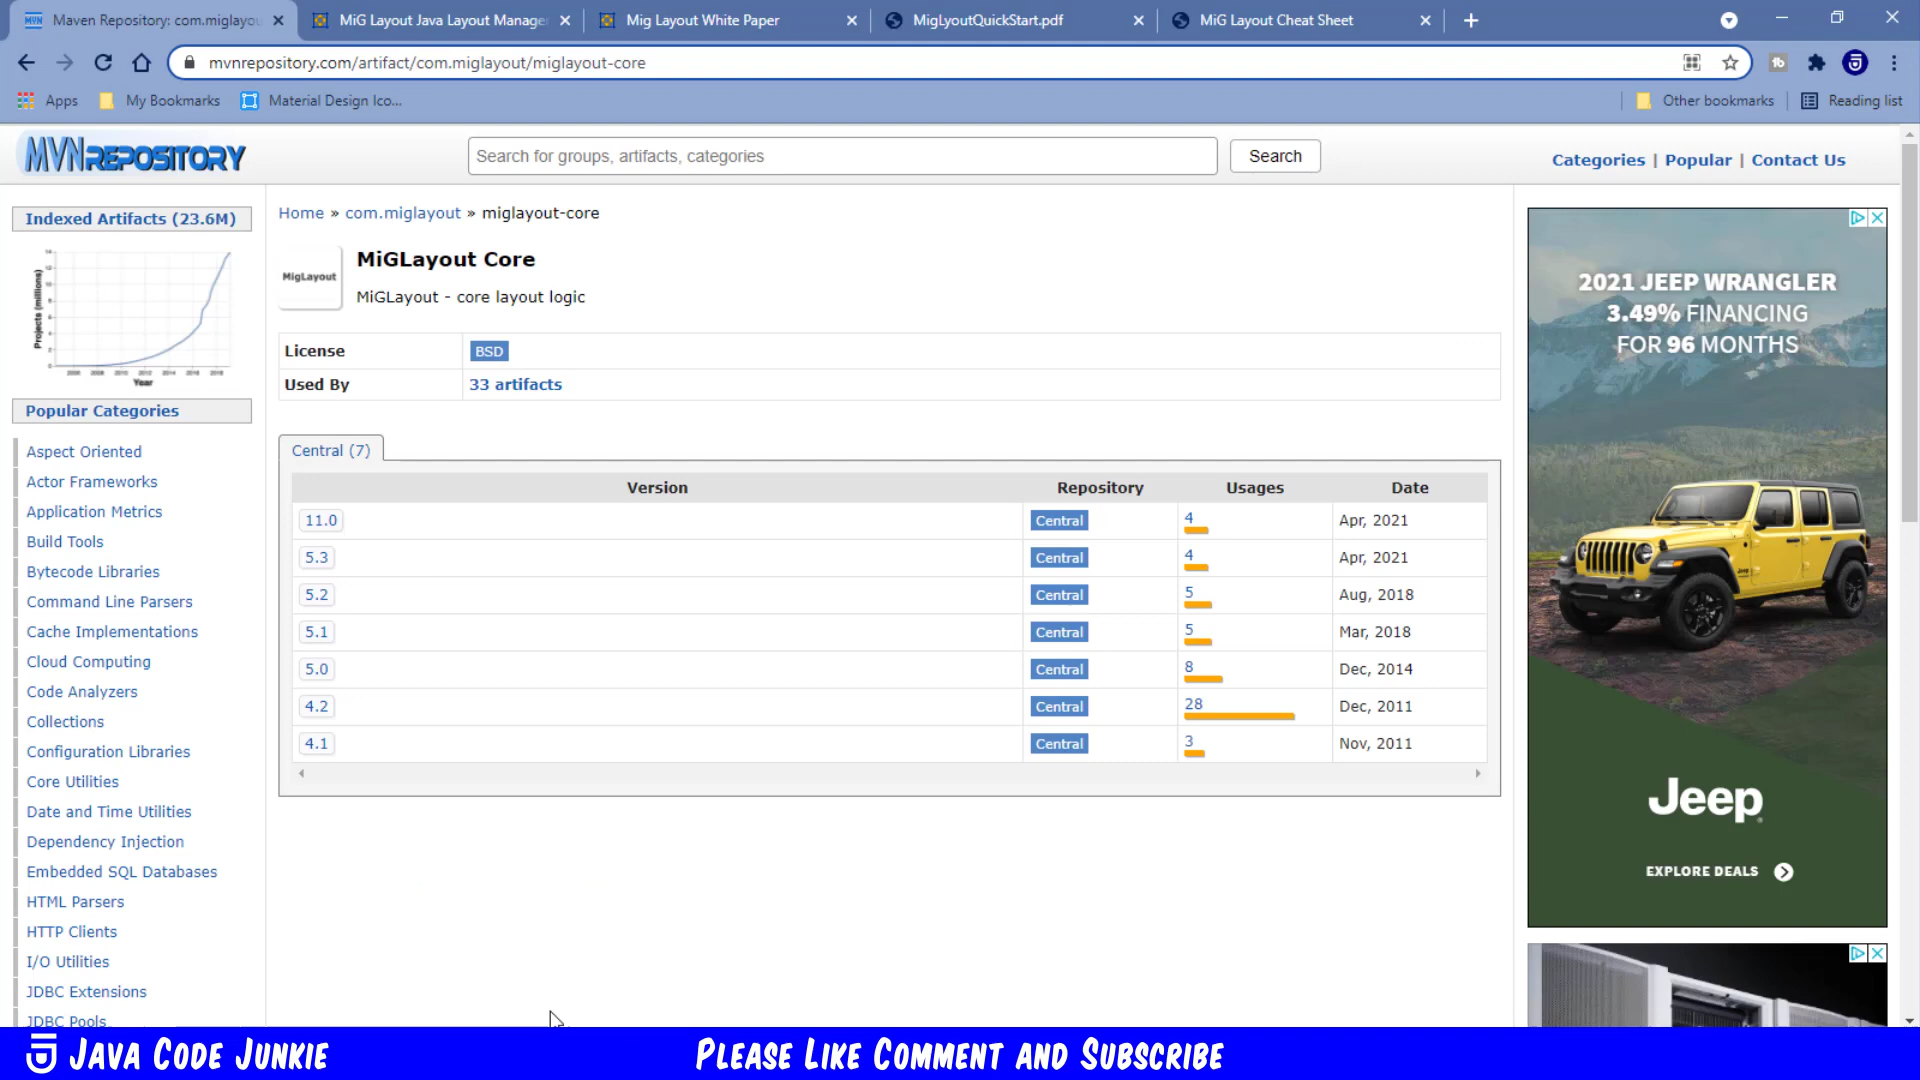 Maven Repository: com.miglayou
MiG Layout Java Layout Manage
Mig Layout White Paper
MigLyoutQuickStart.pdf
MiG Layout Cheat Sheet
mvnrepository.com/artifact/com.miglayout/miglayout-core
Apps
My Bookmarks
Material Design Ico...
Other bookmarks
Reading list
MVNREPOSITORY
Search for groups, artifacts, categories
Search
Categories | Popular | Contact Us
Indexed Artifacts (23.6M)
Projects (millions)
Year
Popular Categories
Aspect Oriented
Actor Frameworks
Application Metrics
Build Tools
Bytecode Libraries
Command Line Parsers
Cache Implementations
Cloud Computing
Code Analyzers
Collections
Configuration Libraries
Core Utilities
Date and Time Utilities
Dependency Injection
Embedded SQL Databases
HTML Parsers
HTTP Clients
I/O Utilities
JDBC Extensions
JDBC Pools
Home » com.miglayout » miglayout-core
MigLayout
MiGLayout Core
MiGLayout - core layout logic
License BSD
Used By 33 artifacts
Central (7)
Version Repository Usages Date
11.0 Central 4 Apr, 2021
5.3 Central 4 Apr, 2021
5.2 Central 5 Aug, 2018
5.1 Central 5 Mar, 2018
5.0 Central 8 Dec, 2014
4.2 Central 28 Dec, 2011
4.1 Central 3 Nov, 2011
2021 JEEP WRANGLER
3.49% FINANCING
FOR 96 MONTHS
Jeep
EXPLORE DEALS
JAVA CODE JUNKIE
PLEASE LIKE COMMENT AND SUBSCRIBE